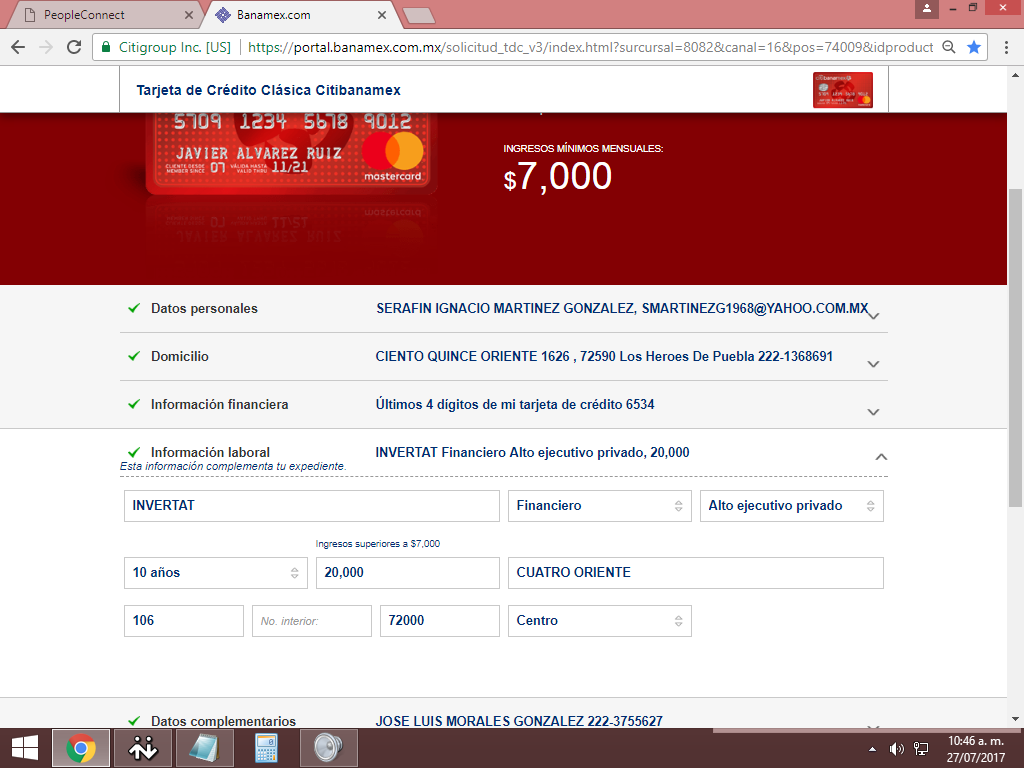 PeopleConnect
Banamex.com
Citigroup Inc. [US] https://portal.banamex.com.mx/solicitud_tdc_v3/index.html?surcursal=8082&canal=16&pos=74009&idproduct
Tarjeta de Crédito Clásica Citibanamex
5709 1234 5678 9012
JAVIER ALVAREZ RUIZ
CLIENTE DESDE MEMBER SINCE 07 VÁLIDA HASTA VALID THRU 11/21
mastercard
INGRESOS MÍNIMOS MENSUALES:
$7,000
Datos personales SERAFIN IGNACIO MARTINEZ GONZALEZ, SMARTINEZG1968@YAHOO.COM.MX
Domicilio CIENTO QUINCE ORIENTE 1626 , 72590 Los Heroes De Puebla 222-1368691
Información financiera Últimos 4 dígitos de mi tarjeta de crédito 6534
Información laboral INVERTAT Financiero Alto ejecutivo privado, 20,000
Esta información complementa tu expediente.
INVERTAT Financiero Alto ejecutivo privado
Ingresos superiores a $7,000
10 años 20,000 CUATRO ORIENTE
106 No. interior: 72000 Centro
Datos complementarios JOSE LUIS MORALES GONZALEZ 222-3755627
10:46 a. m.
27/07/2017